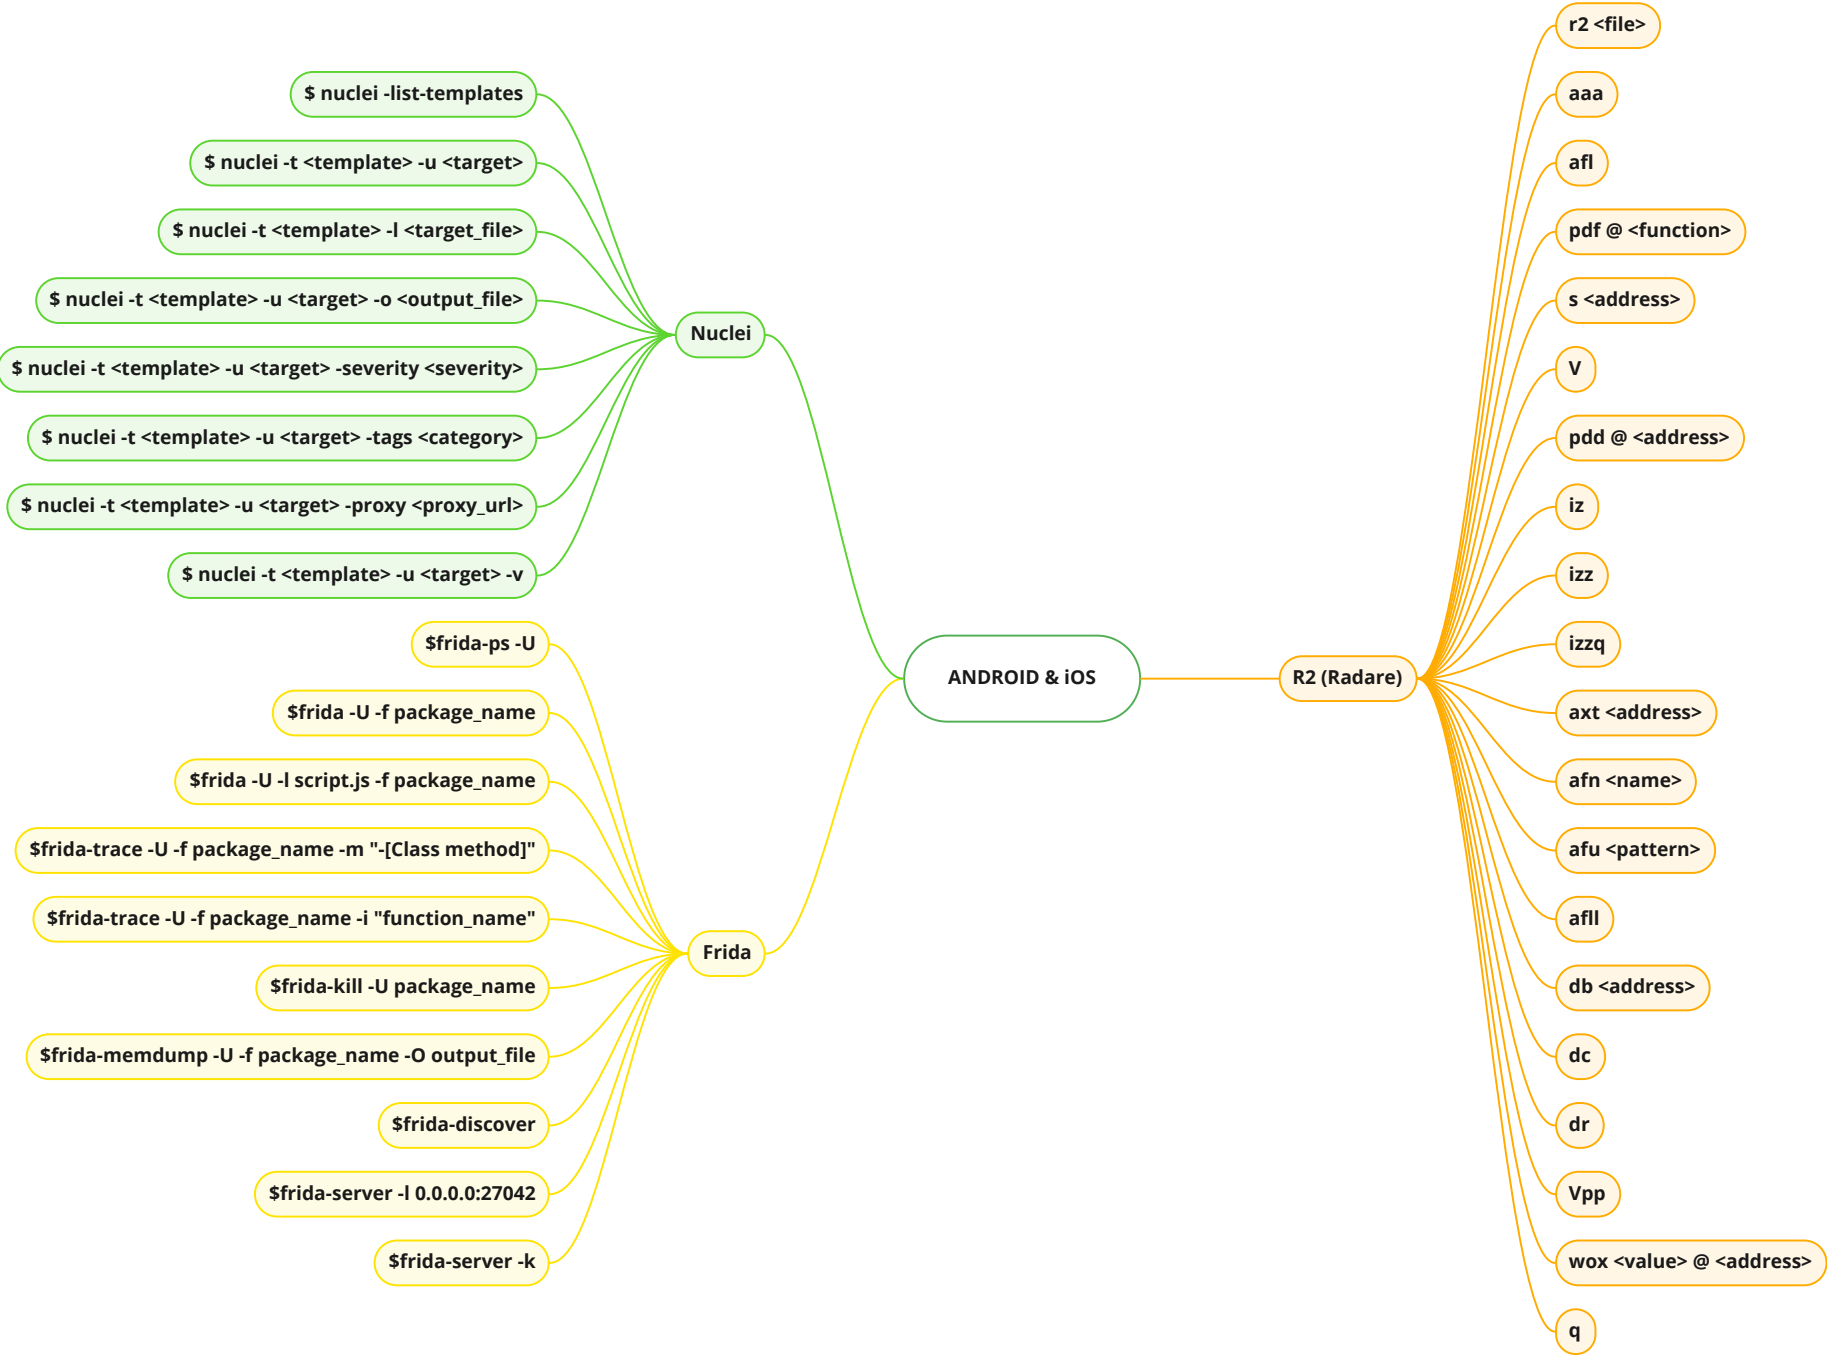 $ nuclei -list-templates
$ nuclei -t <template> -u <target>
$ nuclei -t <template> -l <target_file>
$ nuclei -t <template> -u <target> -o <output_file>
$ nuclei -t <template> -u <target> -severity <severity>
$ nuclei -t <template> -u <target> -tags <category>
$ nuclei -t <template> -u <target> -proxy <proxy_url>
$ nuclei -t <template> -u <target> -v
Nuclei
$frida-ps -U
$frida -U -f package_name
$frida -U -l script.js -f package_name
$frida-trace -U -f package_name -m "-[Class method]"
$frida-trace -U -f package_name -i "function_name"
$frida-kill -U package_name
$frida-memdump -U -f package_name -O output_file
$frida-discover
$frida-server -l 0.0.0.0:27042
$frida-server -k
Frida
ANDROID & iOS
R2 (Radare)
r2 <file>
aaa
afl
pdf @ <function>
s <address>
V
pdd @ <address>
iz
izz
izzq
axt <address>
afn <name>
afu <pattern>
afll
db <address>
dc
dr
Vpp
wox <value> @ <address>
q